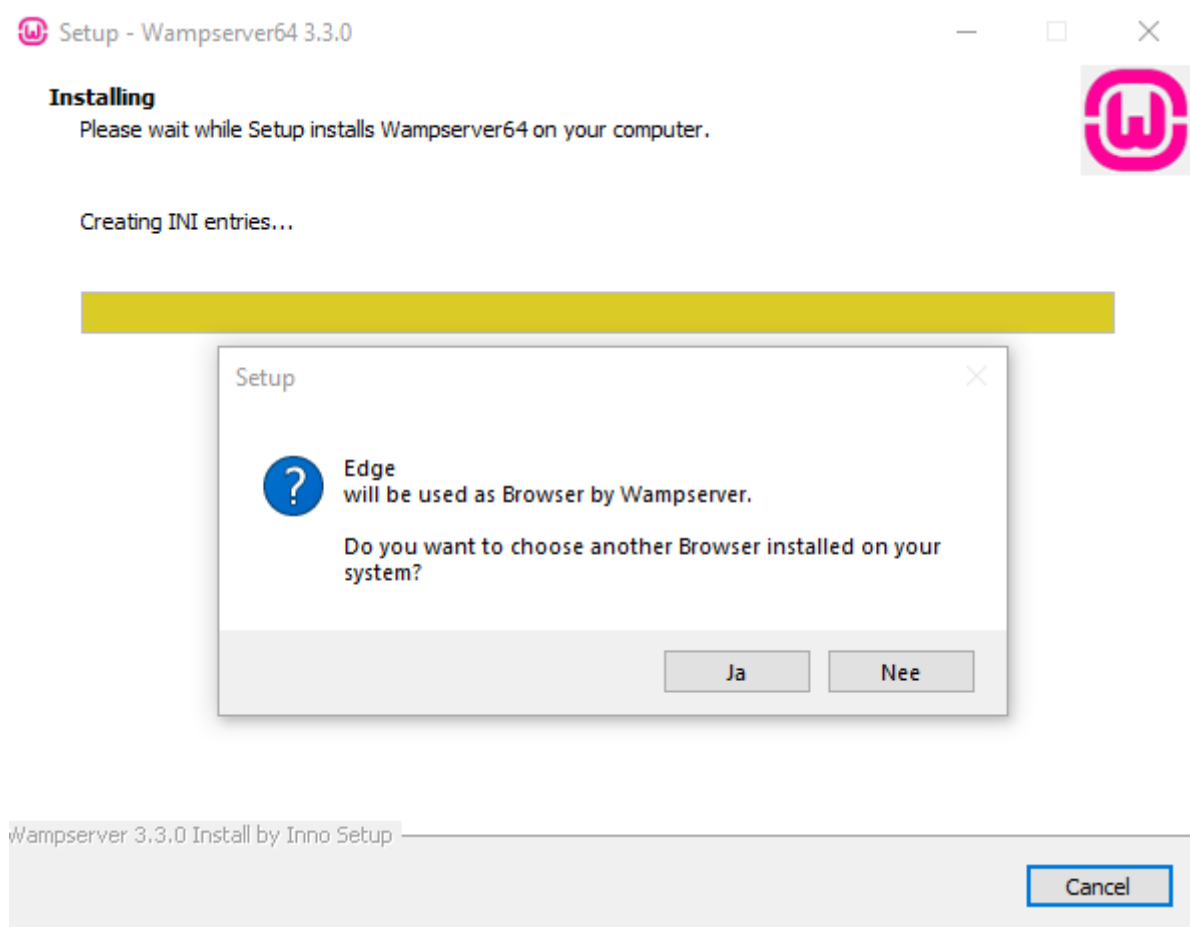 Setup - Wampserver64 3.3.0
Installing
Please wait while Setup installs Wampserver64 on your computer.
Creating INI entries...
Setup
Edge
will be used as Browser by Wampserver.
Do you want to choose another Browser installed on your
system?
Ja
Nee
Wampserver 3.3.0 Install by Inno Setup
Cancel